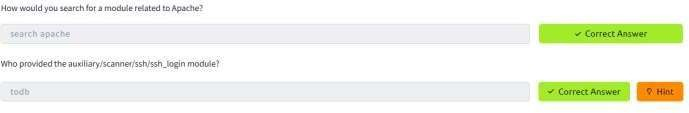 How would you search for a module related to Apache?
search apache
✓ Correct Answer
Who provided the auxiliary/scanner/ssh/ssh_login module?
todb
✓ Correct Answer
Hint